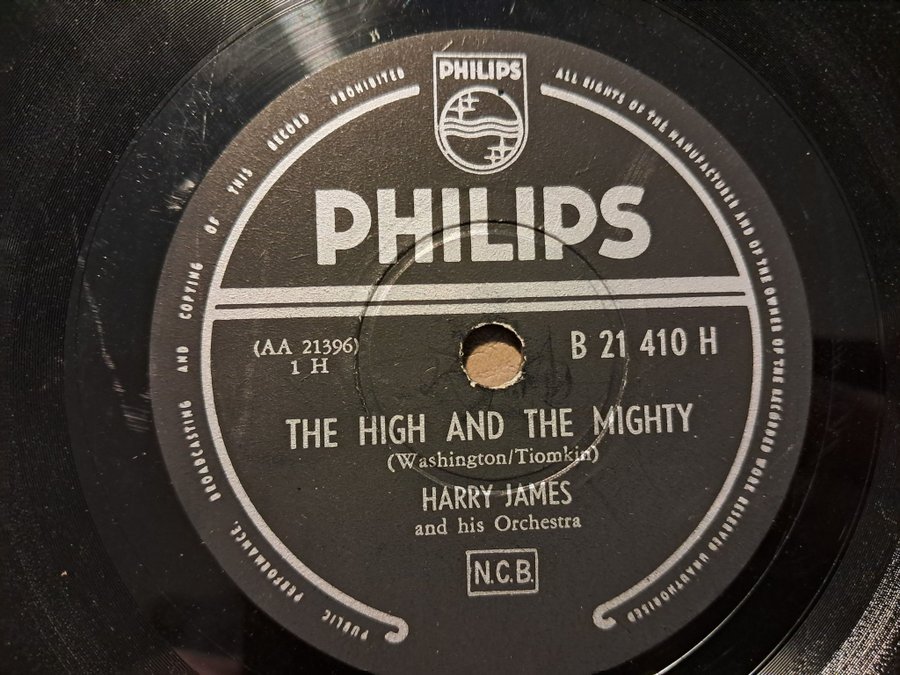 PHILIPS
PHILIPS
(AA 21396)
1 H
B 21 410 H
THE HIGH AND THE MIGHTY
(Washington/Tiomkin)
HARRY JAMES
and his Orchestra
N.C.B.
ALL RIGHTS OF THE MANUFACTURER AND OF THE OWNER OF THE RECORDED WORK RESERVED UNAUTHORISED
PUBLIC PERFORMANCE, BROADCASTING AND COPYING OF THIS RECORD PROHIBITED